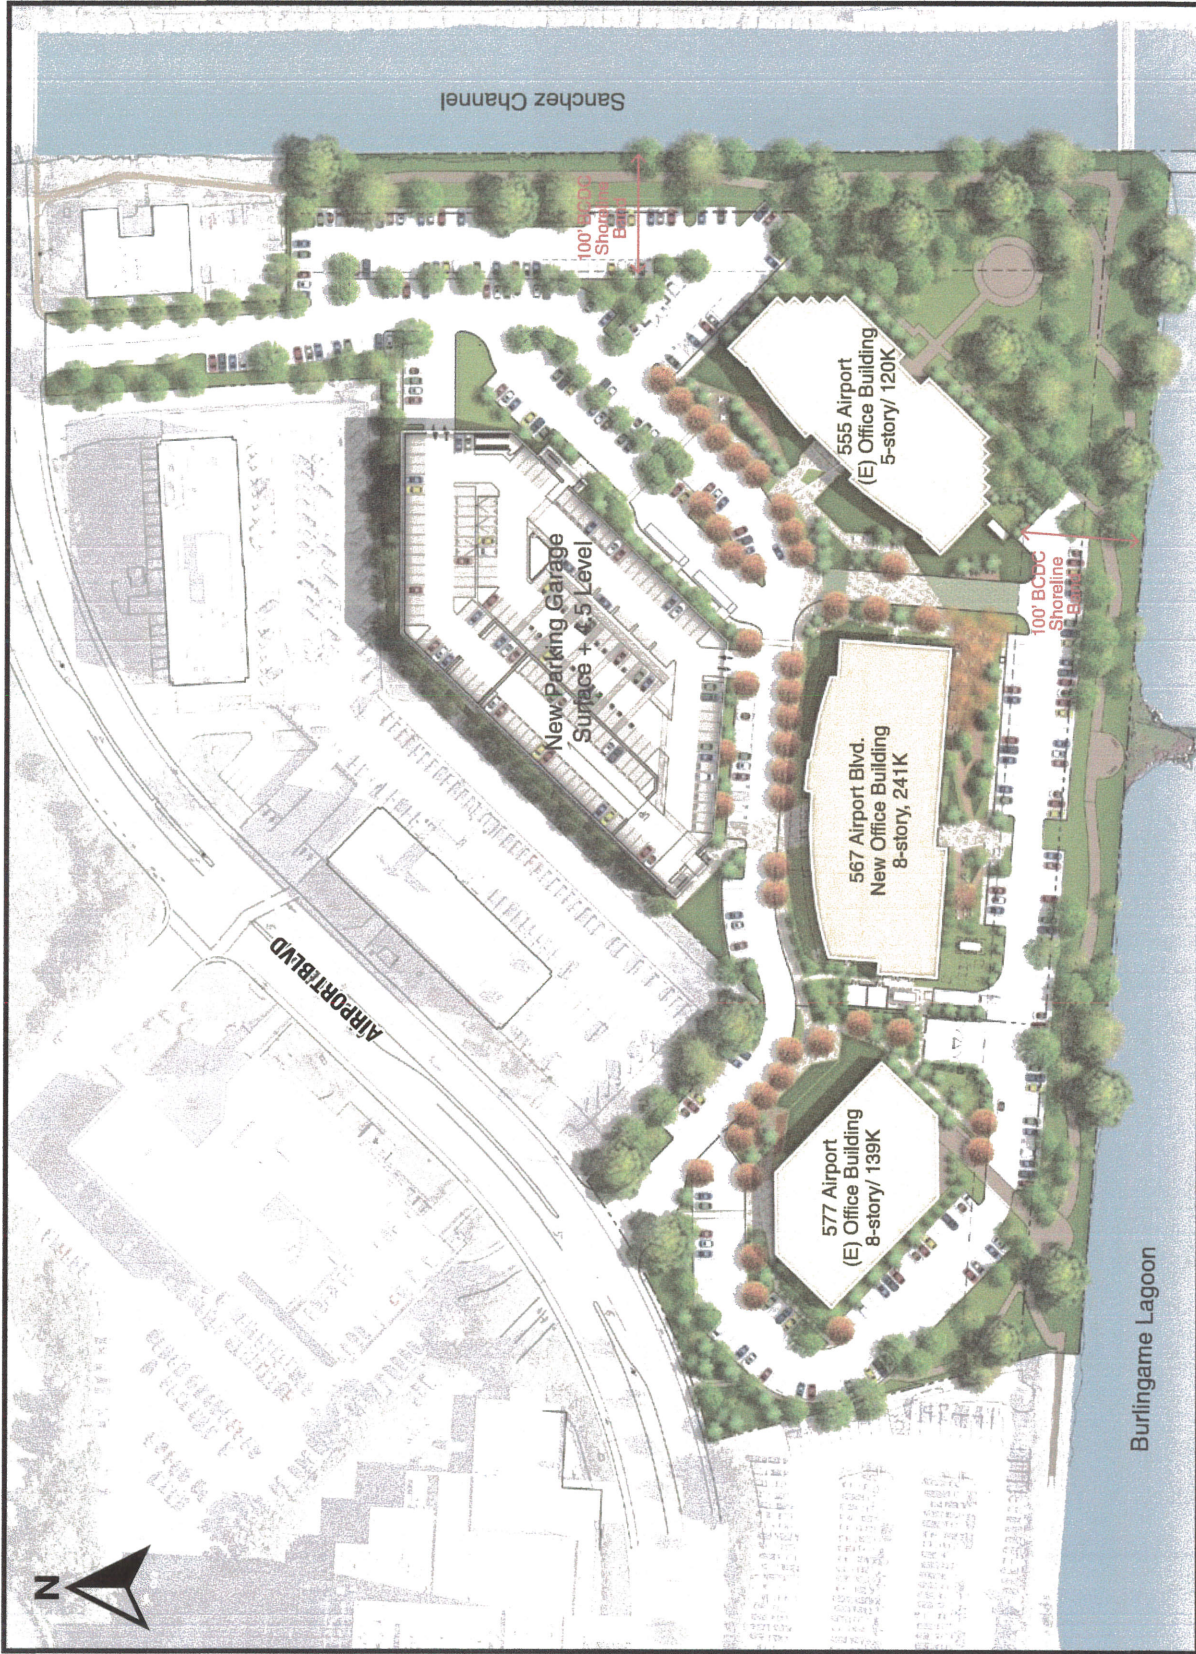 N
AIRPORT BLVD
Sanchez Channel
100' BCDC
Shoreline
Band
New Parking Garage
Surface + 4.5 Level
UP
555 Airport
(E) Office Building
5-story/ 120K
567 Airport Blvd.
New Office Building
8-story, 241K
100' BCDC
Shoreline
Band
577 Airport
(E) Office Building
8-story/ 139K
Burlingame Lagoon